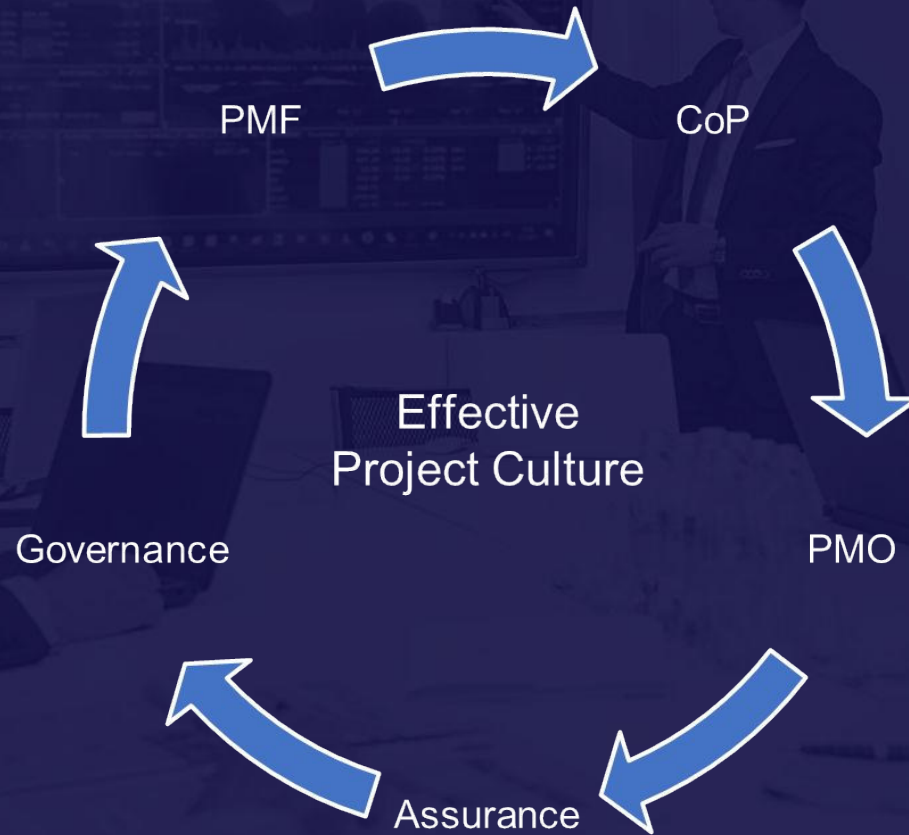 PMF
CoP
Effective
Project Culture
Governance
PMO
Assurance